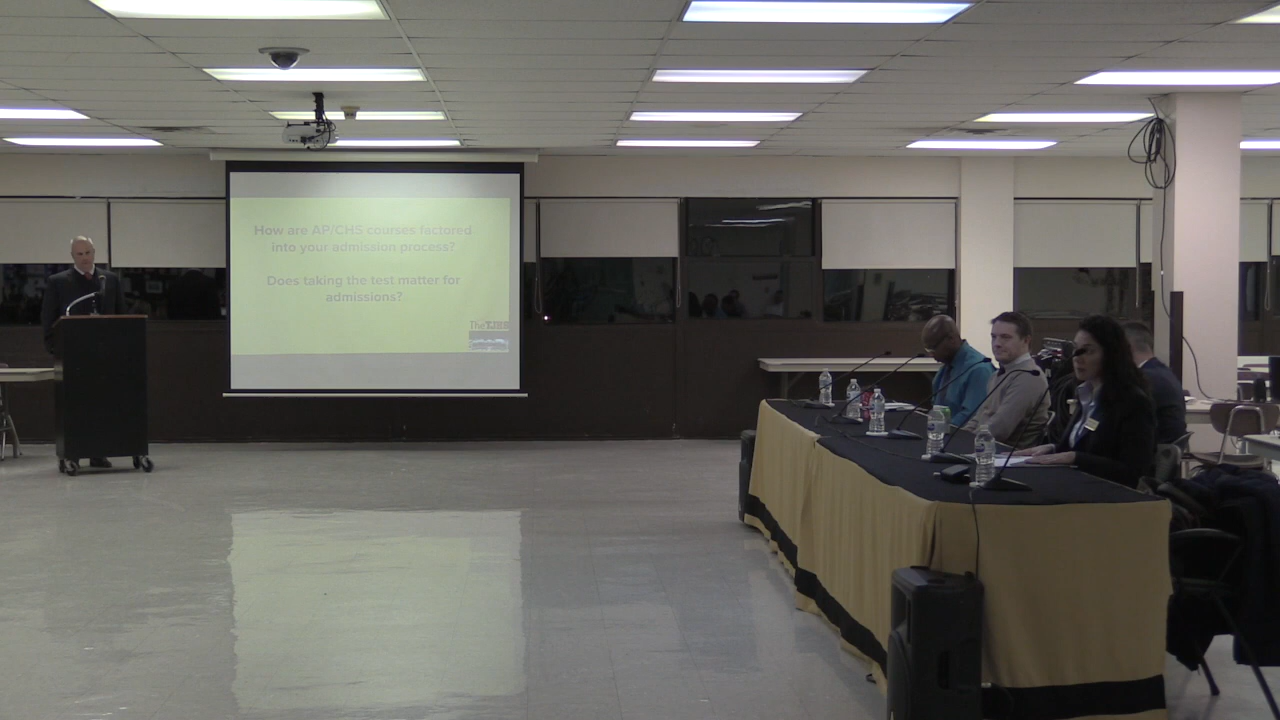 How are AP/CHS courses factored
into your admission process?
Does taking the test matter for
admissions?